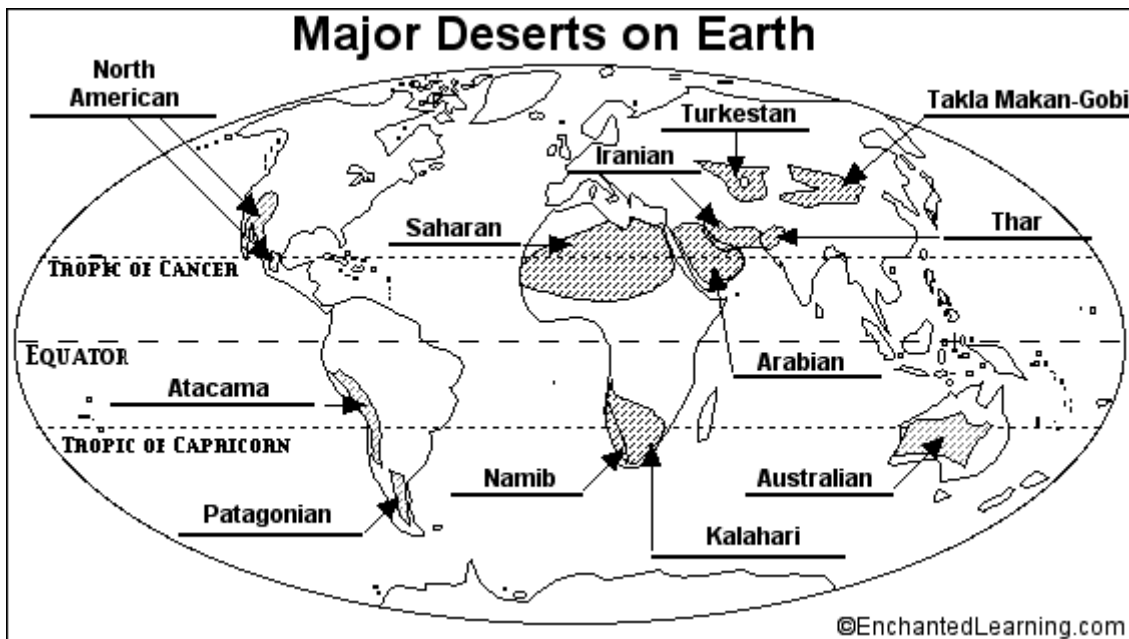 Major Deserts on Earth
North
American
Takla Makan-Gobi
Turkestan
Iranian
Saharan
Thar
TROPIC OF CANCER
EQUATOR
Arabian
Atacama
TROPIC OF CAPRICORN
Namib
Australian
Patagonian
Kalahari
©EnchantedLearning.com